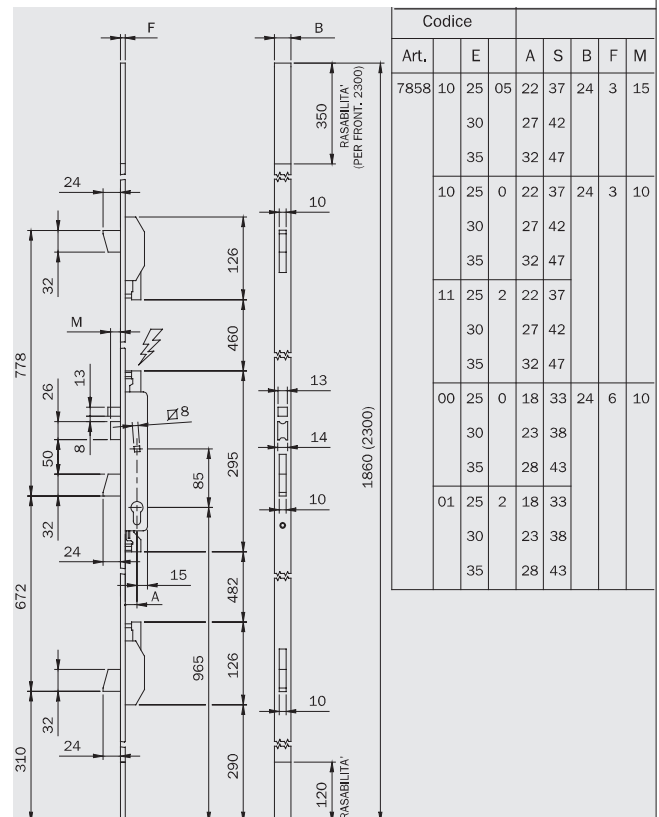 F
B
350
RASABILITA'
(PER FRONT. 2300)
24
10
32
126
M
460
778
13
26
13
8
14
8
50
85
295
1860 (2300)
10
32
24
15
A
482
672
965
126
32
10
24
310
290
120
RASABILITA'
Codice
Art. E A S B F M
7858 10 25 05 22 37 24 3 15
30 27 42
35 32 47
10 25 0 22 37 24 3 10
30 27 42
35 32 47
11 25 2 22 37
30 27 42
35 32 47
00 25 0 18 33 24 6 10
30 23 38
35 28 43
01 25 2 18 33
30 23 38
35 28 43